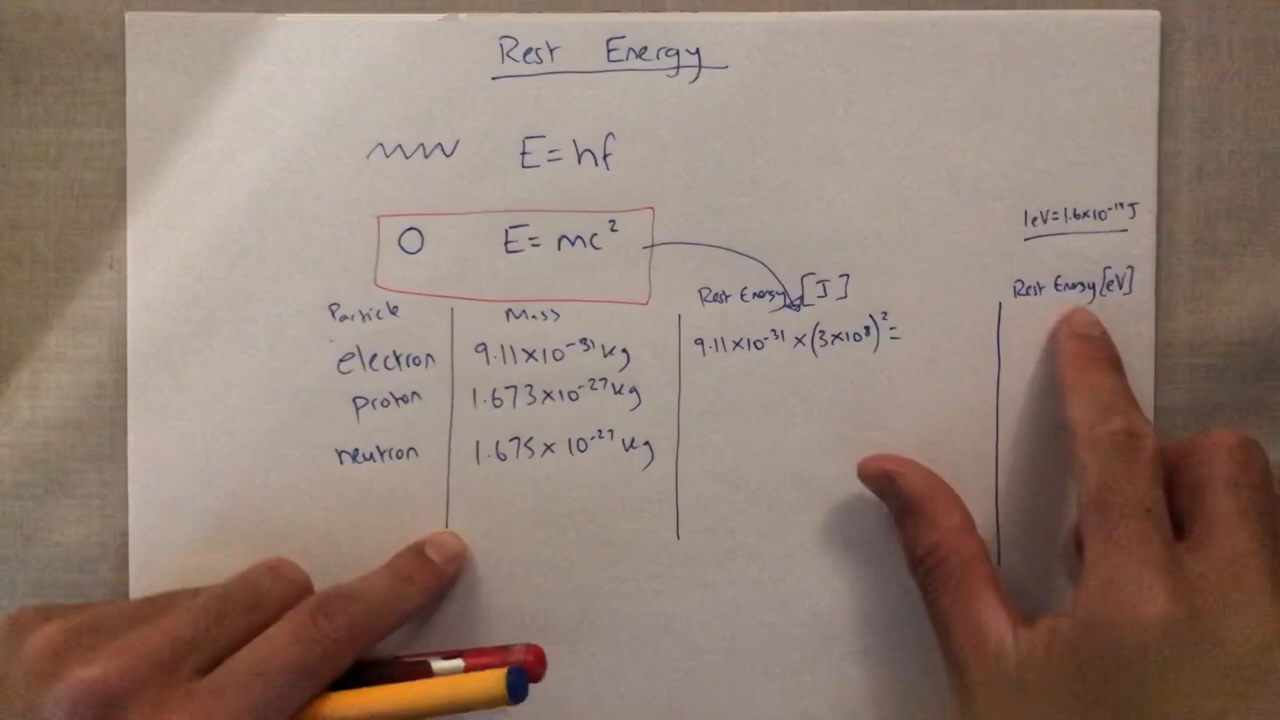 Rest Energy
E=hf
E=mc²
1eV=1.6×10⁻¹⁹J
Particle Mass Rest Energy [J] Rest Energy [eV]
electron 9.11×10⁻³¹kg 9.11×10⁻³¹×(3×10⁸)²=
proton 1.673×10⁻²⁷kg
neutron 1.675×10⁻²⁷kg